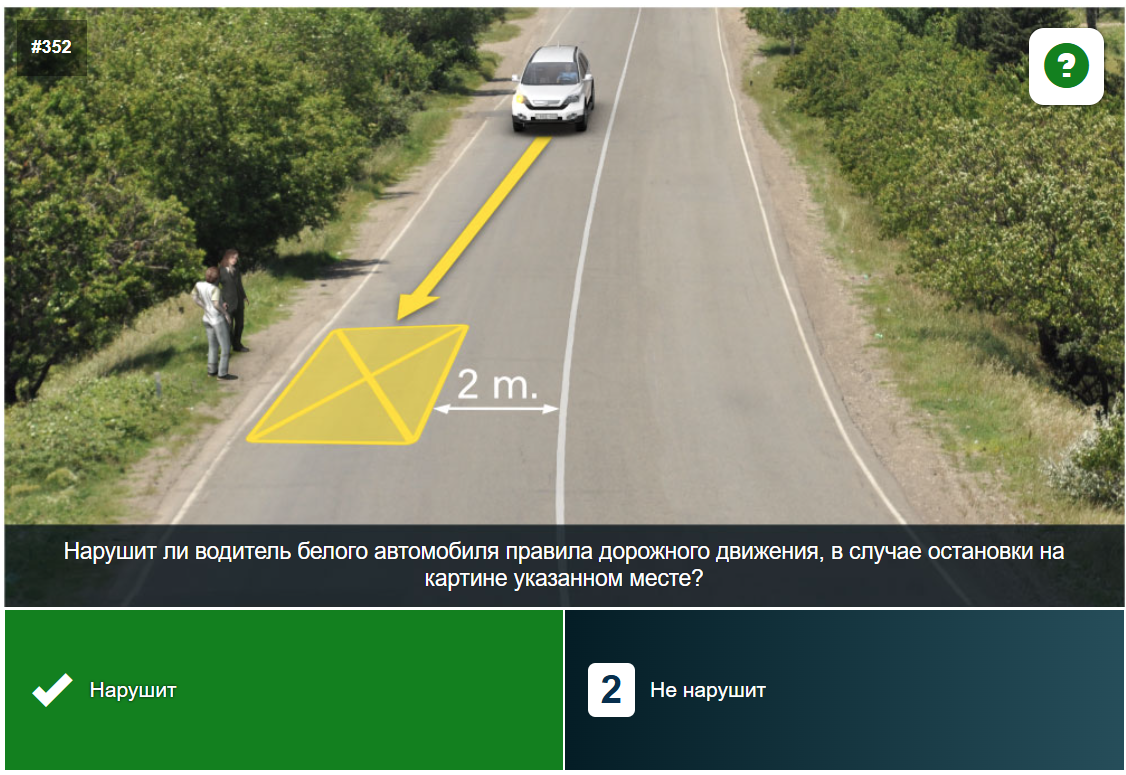 #352
?
2 m.
Нарушит ли водитель белого автомобиля правила дорожного движения, в случае остановки на
картине указанном месте?
Нарушит
2 Не нарушит